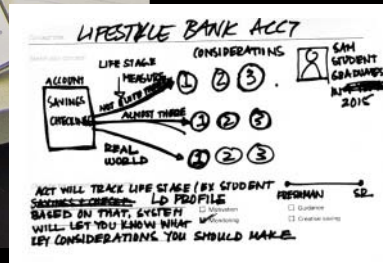 LIFESTYLE BANK ACCT
CONSIDERATIONS
LIFE STAGE
MEASURE
ACCOUNT
SAVINGS
CHECKING
NOT QUITE THERE
1 2 3
ALMOST THERE
1 2 3
REAL
WORLD
1 2 3
SAM
STUDENT
GRADUATES
IN
2015
ACCT WILL TRACK LIFE STAGE (EX STUDENT
LD PROFILE
BASED ON THAT, SYSTEM
WILL LET YOU KNOW WHAT
KEY CONSIDERATIONS YOU SHOULD MAKE
FRESHMAN SR.
Motivation
Monitoring
Guidance
Creative saving